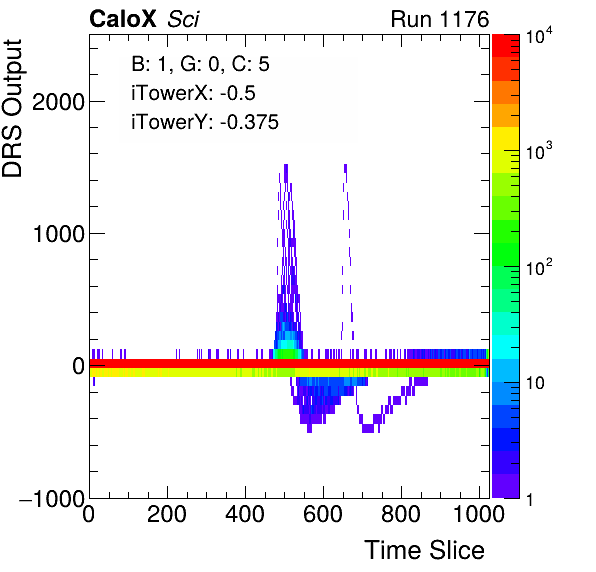 CaloX Sci Run 1176
DRS Output
B: 1, G: 0, C: 5
iTowerX: -0.5
iTowerY: -0.375
2000
1000
0
−1000
0 200 400 600 800 1000
Time Slice
10^4
10^3
10^2
10
1